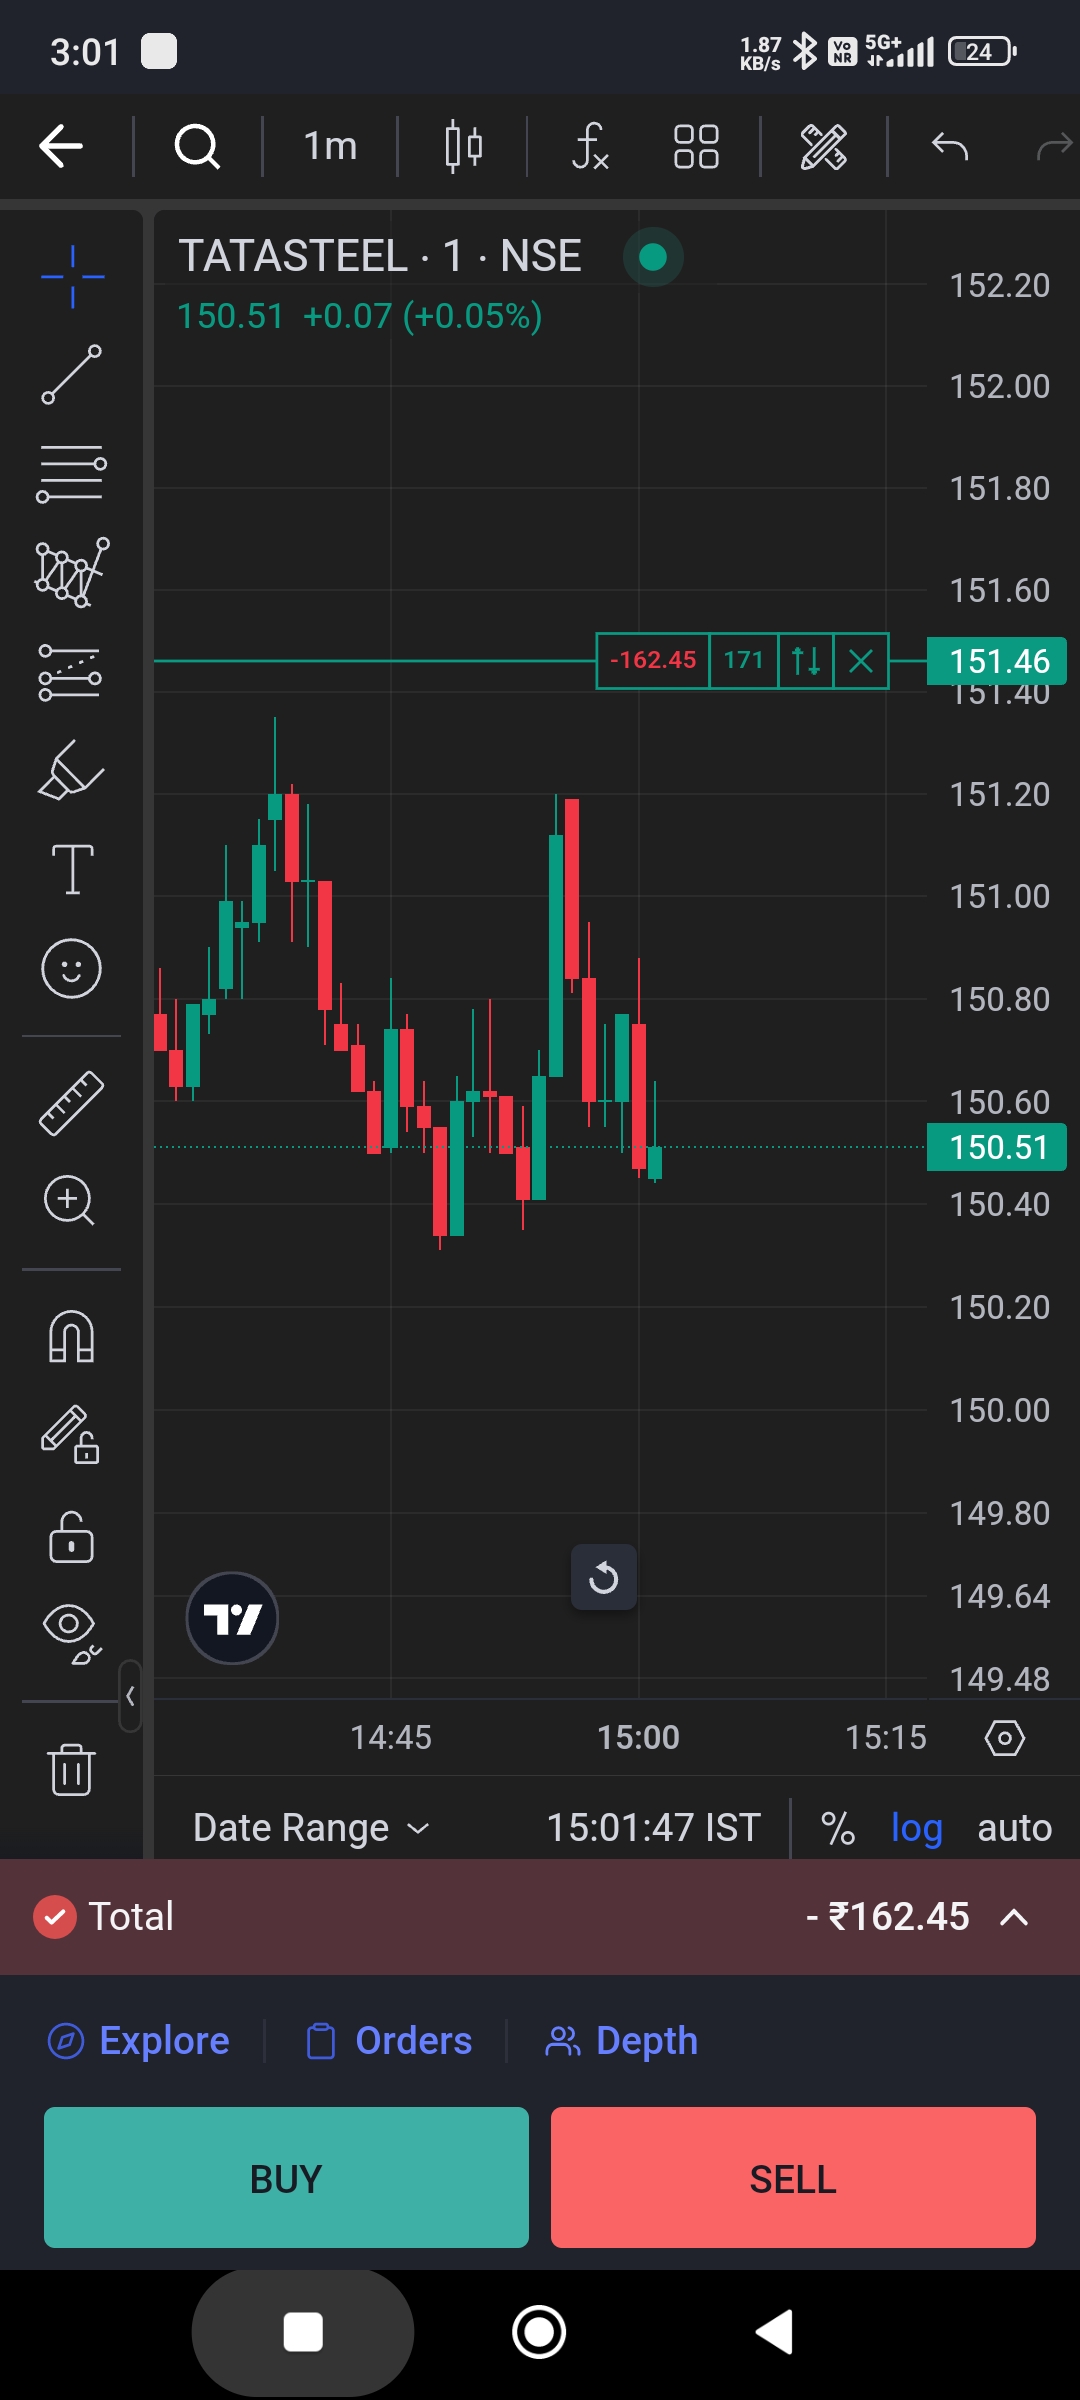 3:01 1.87 KB/s Vo NR 5G+ 24
1m
TATASTEEL · 1 · NSE
150.51 +0.07 (+0.05%)
152.20
152.00
151.80
151.60
-162.45 171 151.46
151.40
151.20
151.00
150.80
150.60
150.51
150.40
150.20
150.00
149.80
149.64
149.48
14:45 15:00 15:15
Date Range 15:01:47 IST % log auto
Total - ₹162.45
Explore Orders Depth
BUY SELL